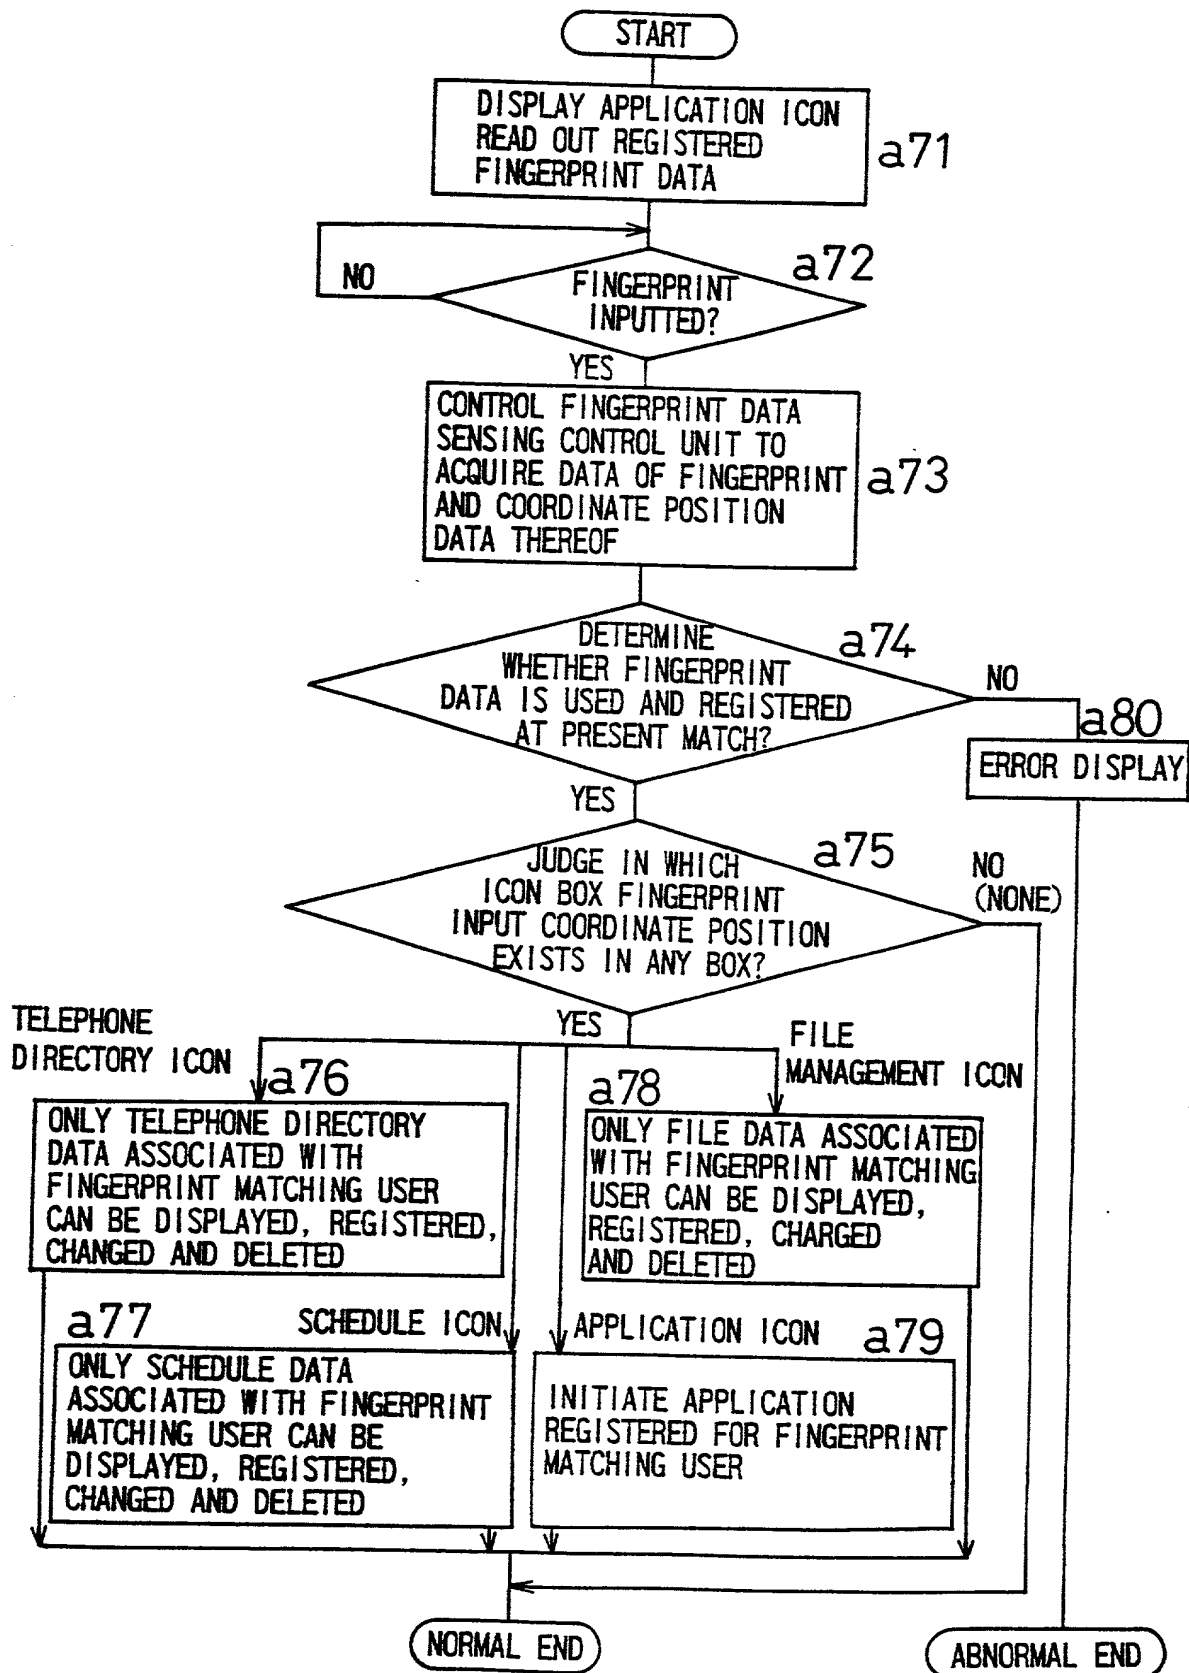 START
DISPLAY APPLICATION ICON
READ OUT REGISTERED
FINGERPRINT DATA
a71
a72
NO
FINGERPRINT
INPUTTED?
YES
CONTROL FINGERPRINT DATA
SENSING CONTROL UNIT TO
ACQUIRE DATA OF FINGERPRINT
AND COORDINATE POSITION
DATA THEREOF
a73
DETERMINE
WHETHER FINGERPRINT
DATA IS USED AND REGISTERED
AT PRESENT MATCH?
a74
NO
a80
ERROR DISPLAY
YES
JUDGE IN WHICH
ICON BOX FINGERPRINT
INPUT COORDINATE POSITION
EXISTS IN ANY BOX?
a75
NO
(NONE)
YES
TELEPHONE
DIRECTORY ICON
FILE
MANAGEMENT ICON
a76
ONLY TELEPHONE DIRECTORY
DATA ASSOCIATED WITH
FINGERPRINT MATCHING USER
CAN BE DISPLAYED, REGISTERED,
CHANGED AND DELETED
a78
ONLY FILE DATA ASSOCIATED
WITH FINGERPRINT MATCHING
USER CAN BE DISPLAYED,
REGISTERED, CHARGED
AND DELETED
a77
SCHEDULE ICON
ONLY SCHEDULE DATA
ASSOCIATED WITH FINGERPRINT
MATCHING USER CAN BE
DISPLAYED, REGISTERED,
CHANGED AND DELETED
APPLICATION ICON
a79
INITIATE APPLICATION
REGISTERED FOR FINGERPRINT
MATCHING USER
NORMAL END
ABNORMAL END